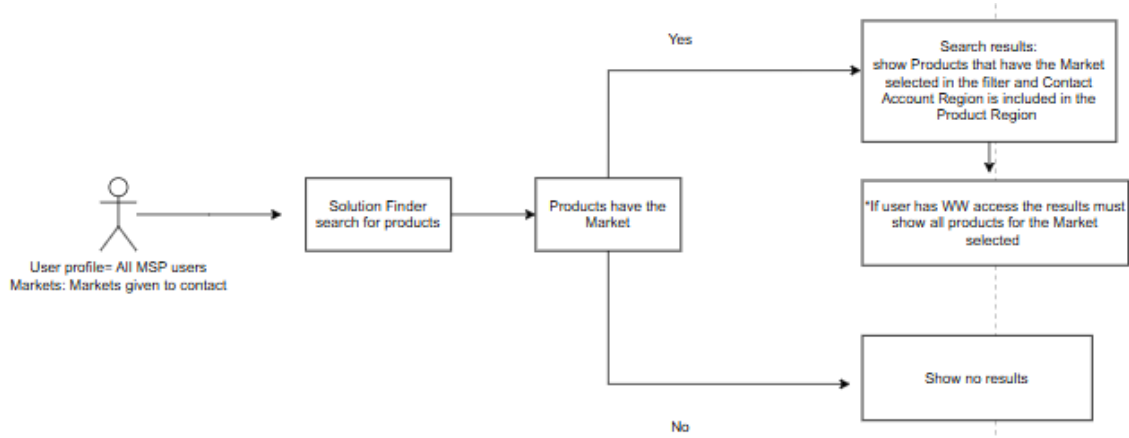 Yes
Search results:
show Products that have the Market
selected in the filter and Contact
Account Region is included in the
Product Region
Solution Finder
search for products
Products have the
Market
*If user has WW access the results must
show all products for the Market
selected
User profile= All MSP users
Markets: Markets given to contact
Show no results
No